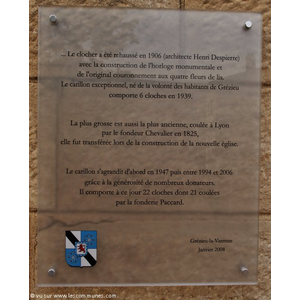 ... Le clocher a été rehaussé en 1906 (architecte Henri Despierre)
avec la construction de l'horloge monumentale et
de l'original couronnement aux quatre fleurs de lis.
Le carillon exceptionnel, né de la volonté des habitants de Grézieu
comporte 6 cloches en 1939.
La plus grosse est aussi la plus ancienne, coulée à Lyon
par le fondeur Chevalier en 1825,
elle fut transférée lors de la construction de la nouvelle église.
Le carillon s'agrandit d'abord en 1947 puis entre 1994 et 2006
grâce à la générosité de nombreux donateurs.
Il comporte à ce jour 22 cloches dont 21 coulées
par la fonderie Paccard.
Grézieu-la-Varenne
Janvier 2008
© vu sur www.lescommunes.com